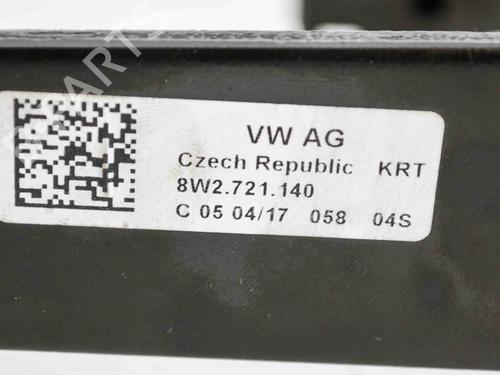 VW AG
Czech Republic KRT
8W2.721.140
C 05 04/17 058 04S